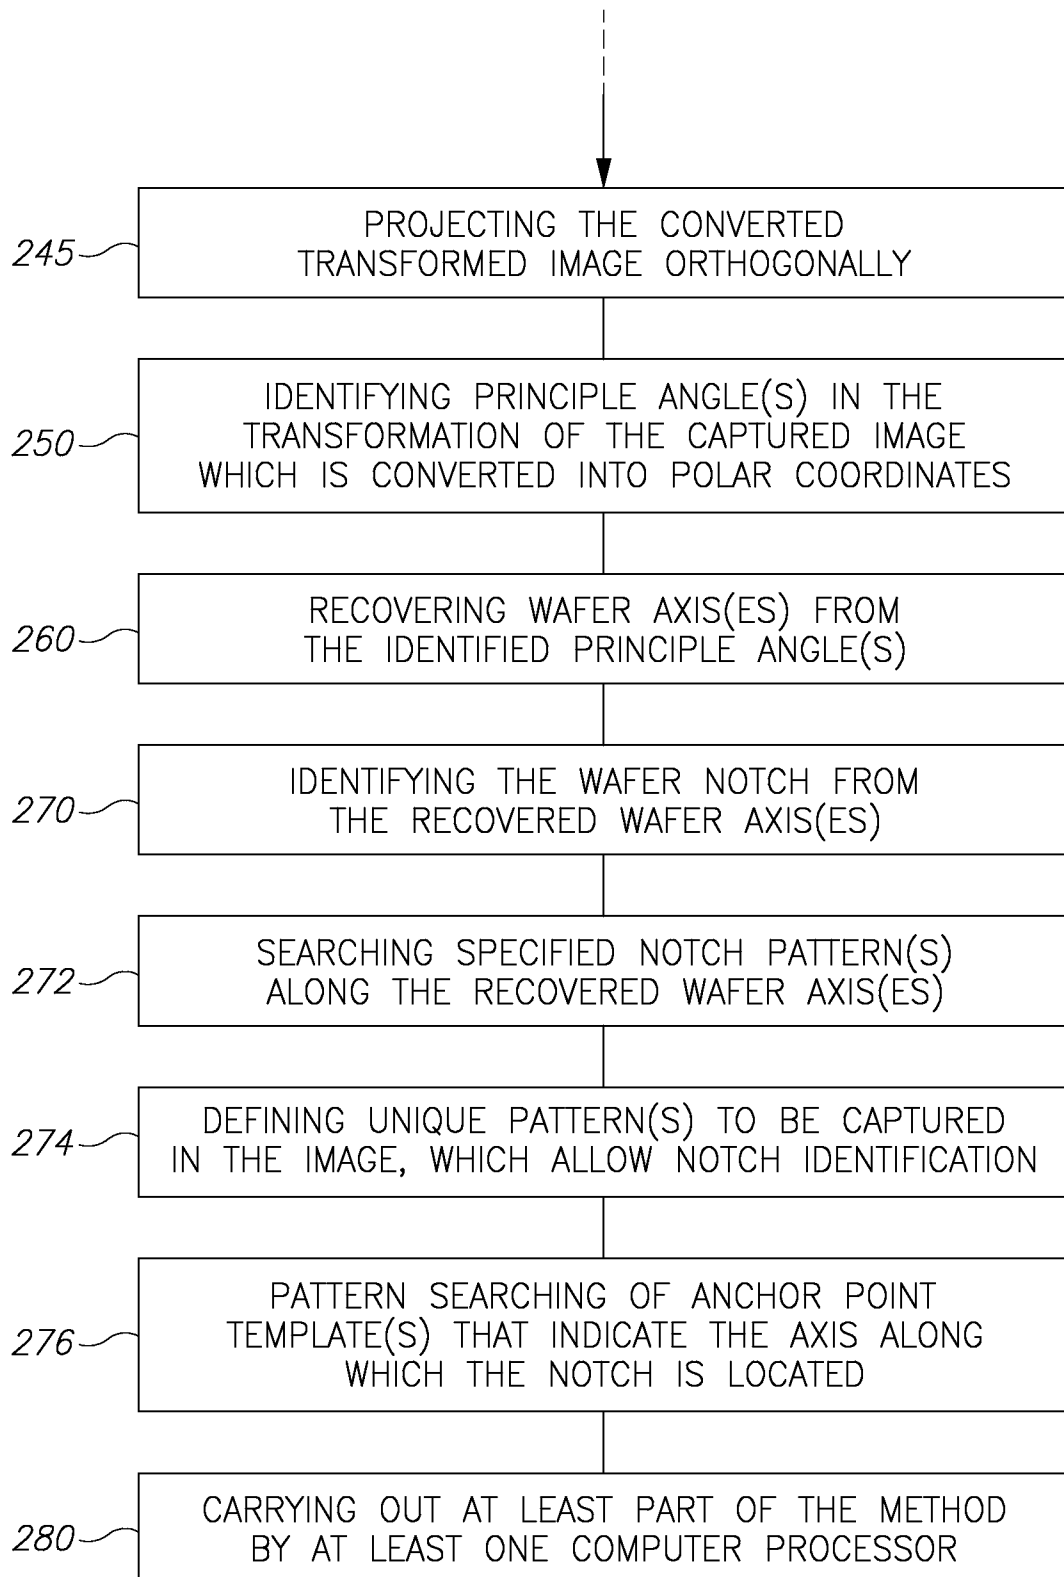 245
PROJECTING THE CONVERTED
TRANSFORMED IMAGE ORTHOGONALLY
250
IDENTIFYING PRINCIPLE ANGLE(S) IN THE
TRANSFORMATION OF THE CAPTURED IMAGE
WHICH IS CONVERTED INTO POLAR COORDINATES
260
RECOVERING WAFER AXIS(ES) FROM
THE IDENTIFIED PRINCIPLE ANGLE(S)
270
IDENTIFYING THE WAFER NOTCH FROM
THE RECOVERED WAFER AXIS(ES)
272
SEARCHING SPECIFIED NOTCH PATTERN(S)
ALONG THE RECOVERED WAFER AXIS(ES)
274
DEFINING UNIQUE PATTERN(S) TO BE CAPTURED
IN THE IMAGE, WHICH ALLOW NOTCH IDENTIFICATION
276
PATTERN SEARCHING OF ANCHOR POINT
TEMPLATE(S) THAT INDICATE THE AXIS ALONG
WHICH THE NOTCH IS LOCATED
280
CARRYING OUT AT LEAST PART OF THE METHOD
BY AT LEAST ONE COMPUTER PROCESSOR